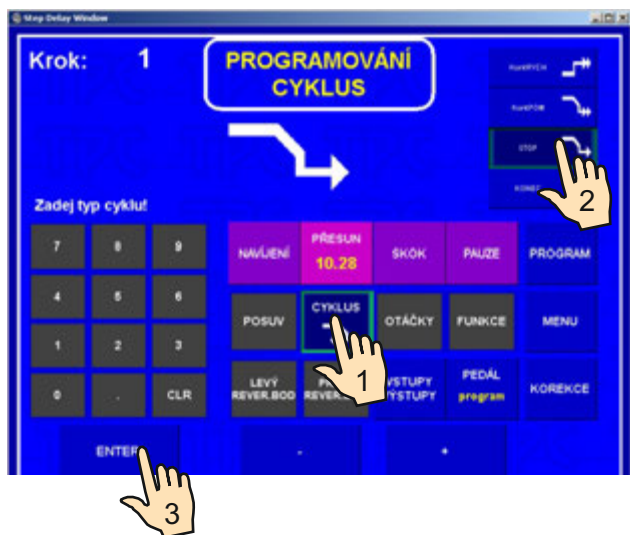 Step Delay Window
Krok: 1
PROGRAMOVÁNÍ
CYKLUS
STOP
2
Zadej typ cyklu!
7 8 9
NAVÍJENÍ
PŘESUN
10.28
SKOK
PAUZE
PROGRAM
4 5 6
POSUV
CYKLUS
OTÁČKY
FUNKCE
MENU
1 2 3
1
LEVÝ
REVER.BOD
REVER.
VÝSTUPY
PEDÁL
program
KOREKCE
0 . CLR
ENTER
-
+
3